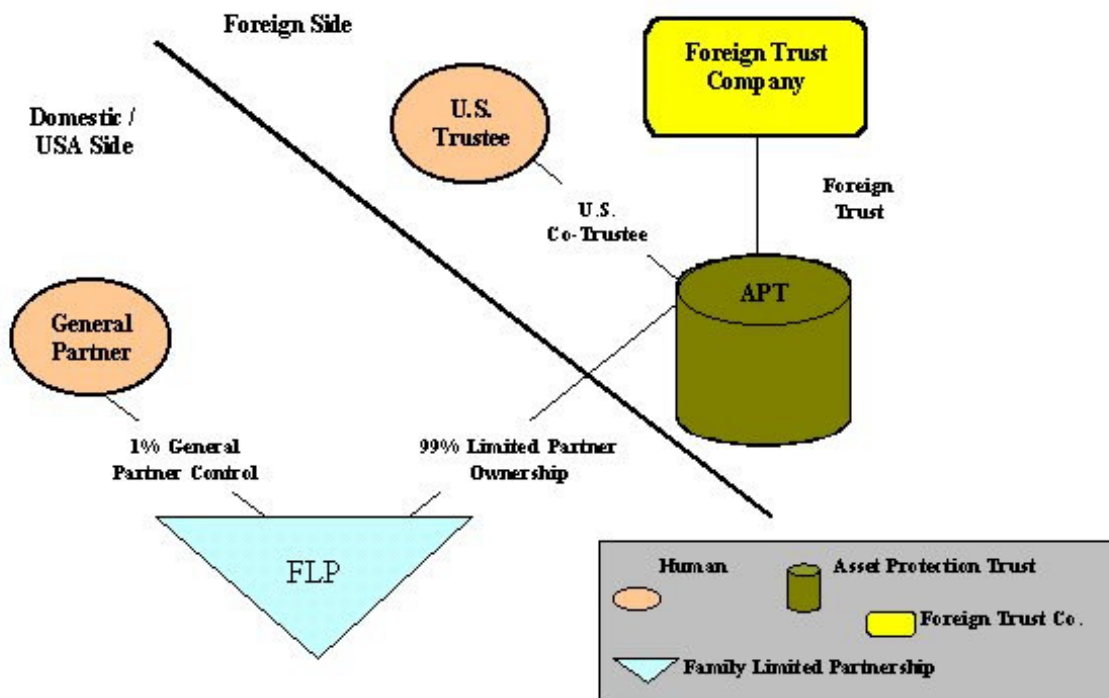 Foreign Side
Foreign Trust
Company
U.S.
Trustee
Domestic /
USA Side
Foreign
Trust
U.S.
Co-Trustee
APT
General
Partner
1% General
Partner Control
99% Limited Partner
Ownership
FLP
Human
Asset Protection Trust
Foreign Trust Co.
Family Limited Partnership